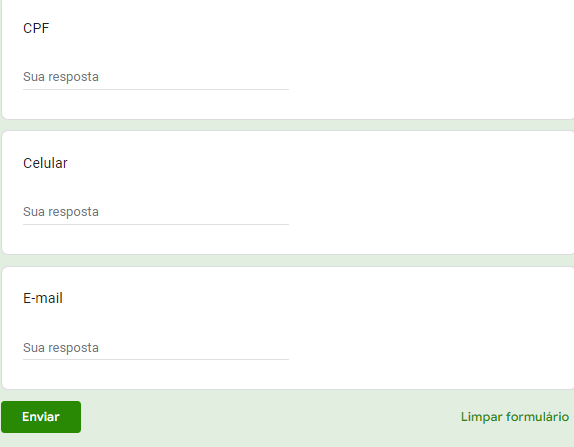 CPF
Sua resposta
Celular
Sua resposta
E-mail
Sua resposta
Enviar Limpar formulário